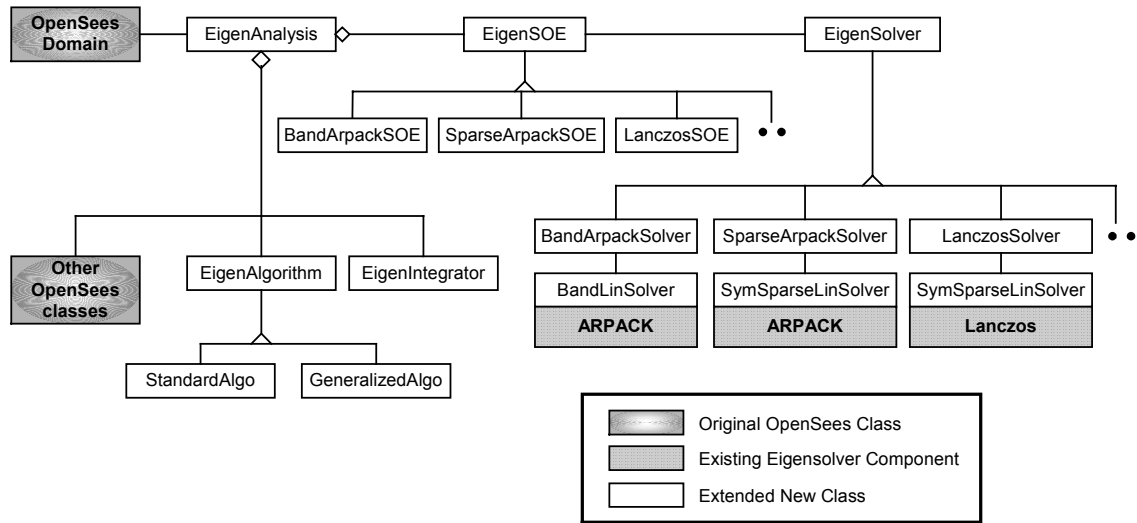 OpenSees
Domain
EigenAnalysis
EigenSOE
EigenSolver
BandArpackSOE
SparseArpackSOE
LanczosSOE
BandArpackSolver
SparseArpackSolver
LanczosSolver
Other
OpenSees
classes
EigenAlgorithm
EigenIntegrator
BandLinSolver
SymSparseLinSolver
SymSparseLinSolver
ARPACK
ARPACK
Lanczos
StandardAlgo
GeneralizedAlgo
Original OpenSees Class
Existing Eigensolver Component
Extended New Class